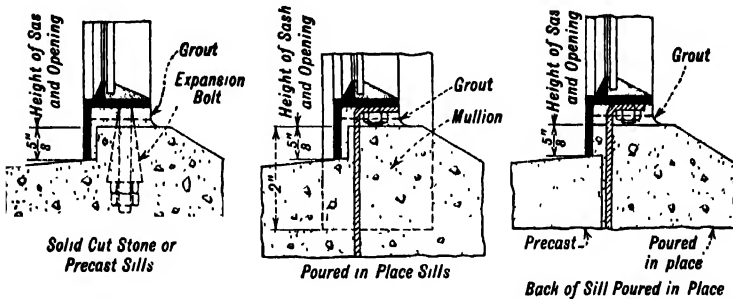 Height of Sas
and Opening
Grout
Expansion
Bolt
5"
8
Solid Cut Stone or
Precast Sills
Height of Sash
and Opening
Grout
Mullion
5"
8
2"
Poured in Place Sills
Height of Sas
and Opening
Grout
5"
8
Precast
Poured
in place
Back of Sill Poured in Place